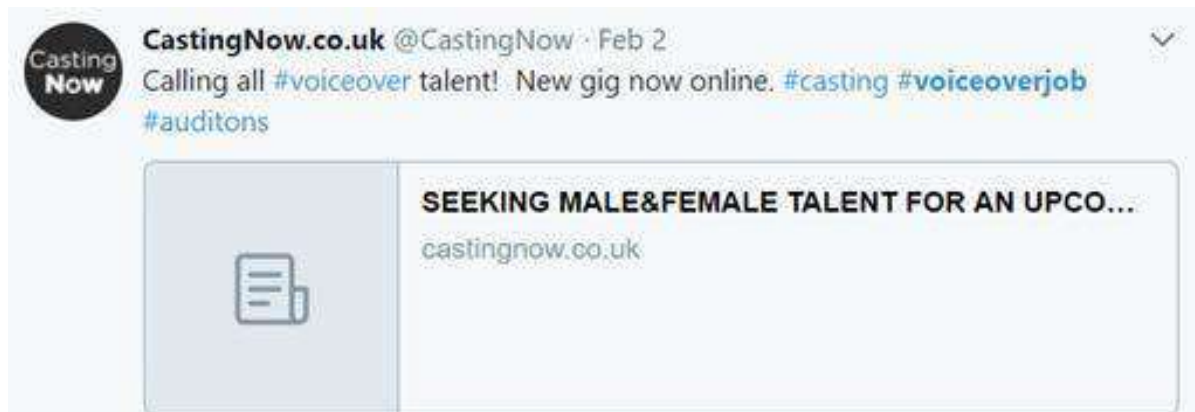 Casting
Now
CastingNow.co.uk @CastingNow · Feb 2
Calling all #voiceover talent! New gig now online. #casting #voiceoverjob
#auditons
SEEKING MALE&FEMALE TALENT FOR AN UPCO...
castingnow.co.uk